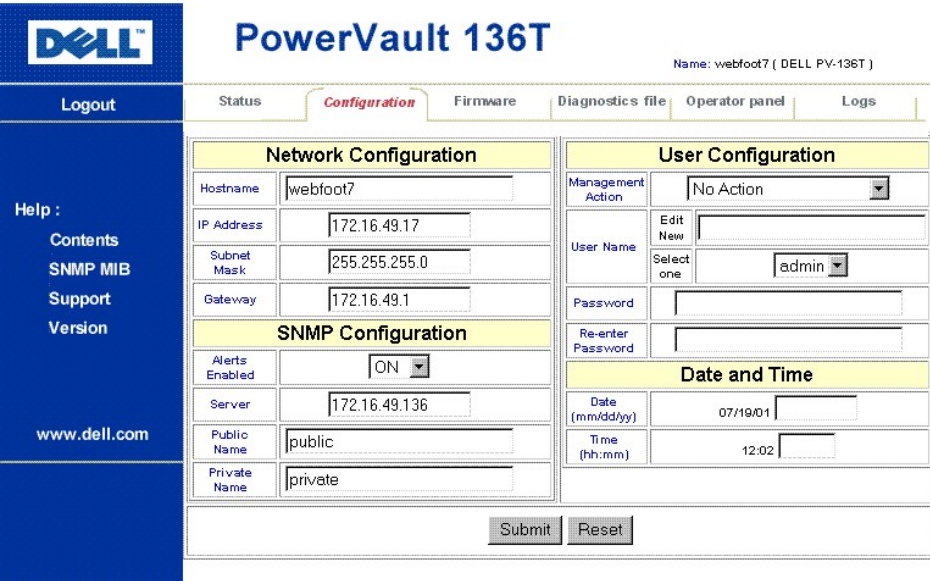 DELL™
PowerVault 136T
Name: webfoot7 ( DELL PV-136T )
Logout
Status
Configuration
Firmware
Diagnostics file
Operator panel
Logs
Help :
Contents
SNMP MIB
Support
Version
www.dell.com
Network Configuration
Hostname
webfoot7
IP Address
172.16.49.17
Subnet
Mask
255.255.255.0
Gateway
172.16.49.1
SNMP Configuration
Alerts
Enabled
ON
Server
172.16.49.136
Public
Name
public
Private
Name
private
User Configuration
Management
Action
No Action
User Name
Edit
New
Select
one
admin
Password
Re-enter
Password
Date and Time
Date
(mm/dd/yy)
07/19/01
Time
(hh:mm)
12:02
Submit
Reset